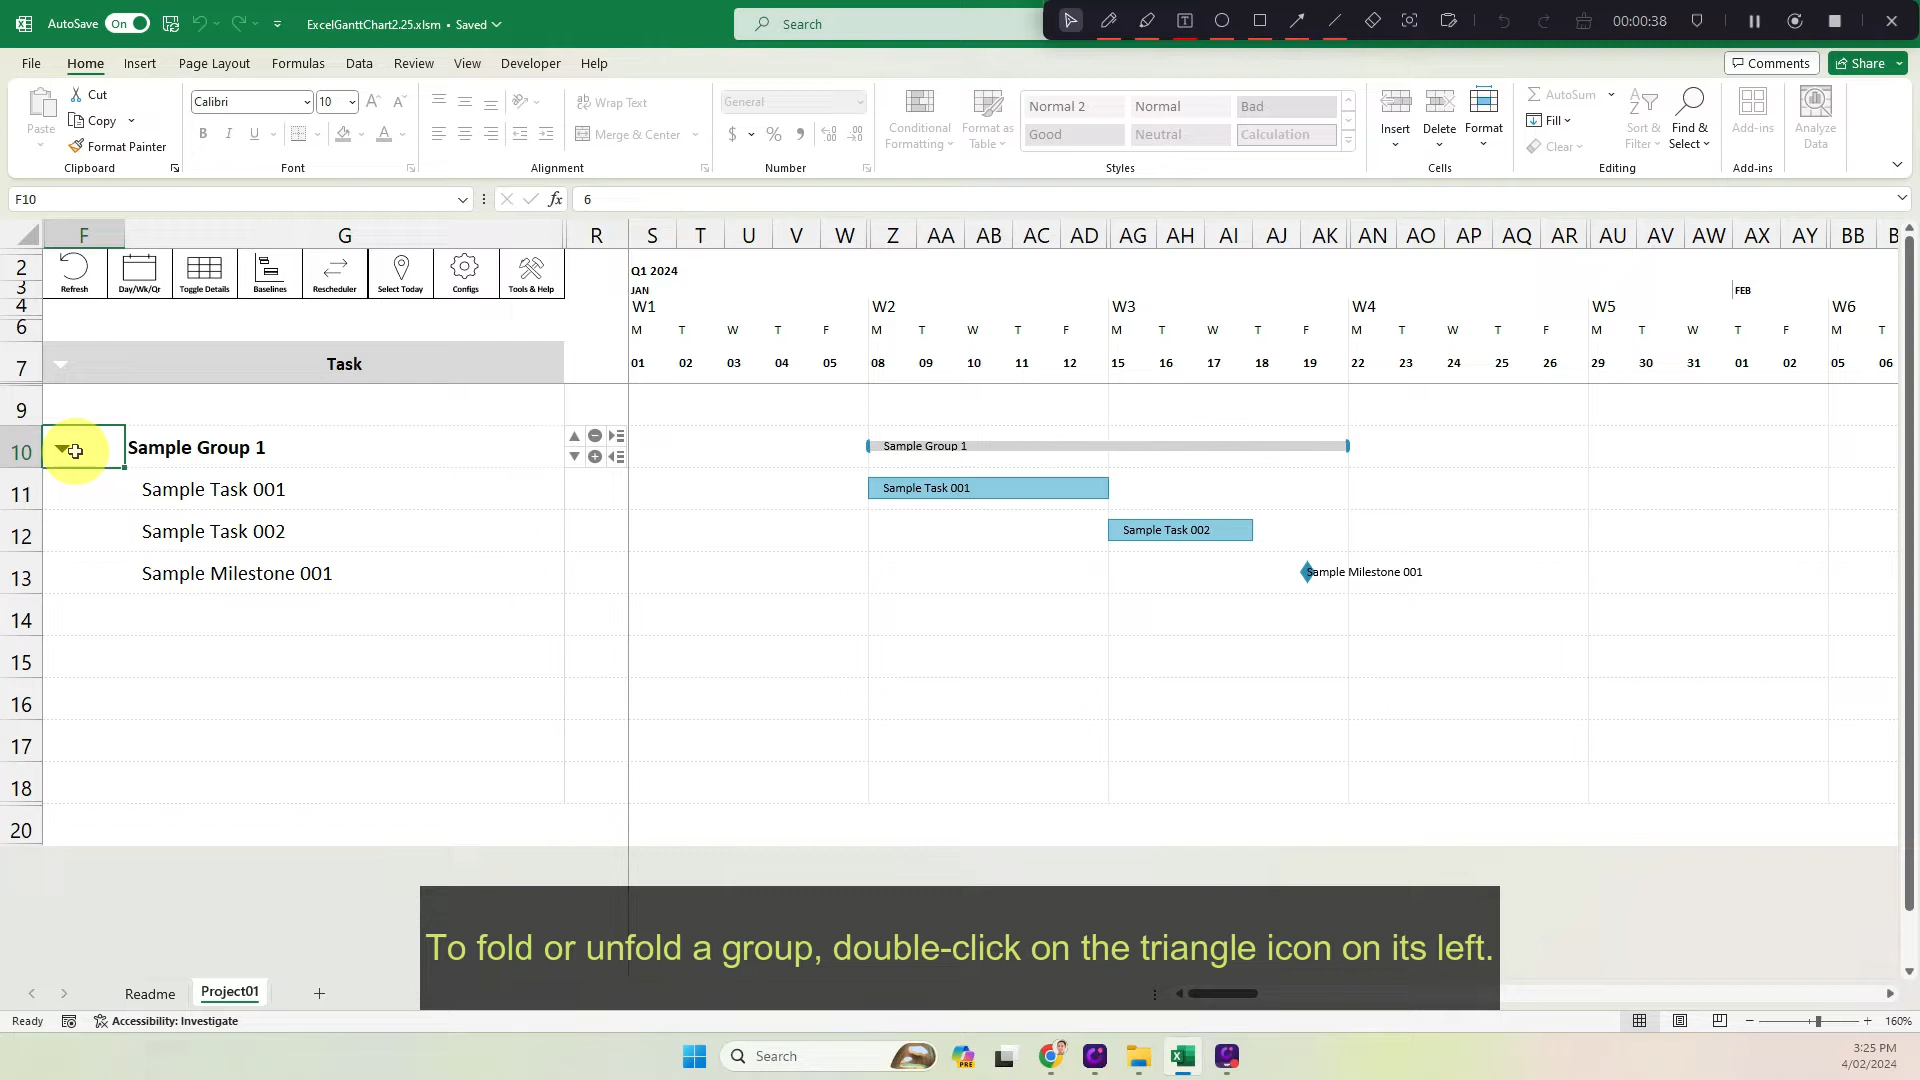 AutoSave On ExcelGanttChart2.25.xlsm • Saved Search 00:00:38
File Home Insert Page Layout Formulas Data Review View Developer Help Comments Share
Paste Cut Copy Format Painter Clipboard
Calibri 10 B I U A Font
Wrap Text Merge & Center Alignment
General $ % Number
Conditional Formatting Format as Table Normal 2 Normal Bad Good Neutral Calculation Styles
Insert Delete Format Cells
AutoSum Fill Clear Sort & Filter Find & Select Editing
Add-ins Add-ins
Analyze Data
F10 fx 6
F G R S T U V W Z AA AB AC AD AG AH AI AJ AK AN AO AP AQ AR AU AV AW AX AY BB B
2 Refresh Day/Wk/Qr Toggle Details Baselines Rescheduler Select Today Configs Tools & Help Q1 2024
3 JAN FEB
4 W1 W2 W3 W4 W5 W6
6 M T W T F M T W T F M T W T F M T W T F M T W T F M T
7 Task 01 02 03 04 05 08 09 10 11 12 15 16 17 18 19 22 23 24 25 26 29 30 31 01 02 05 06
9
10 Sample Group 1 Sample Group 1
11 Sample Task 001 Sample Task 001
12 Sample Task 002 Sample Task 002
13 Sample Milestone 001 Sample Milestone 001
14
15
16
17
18
20
To fold or unfold a group, double-click on the triangle icon on its left.
Readme Project01
Ready Accessibility: Investigate 160%
Search PRE
3:25 PM
4/02/2024